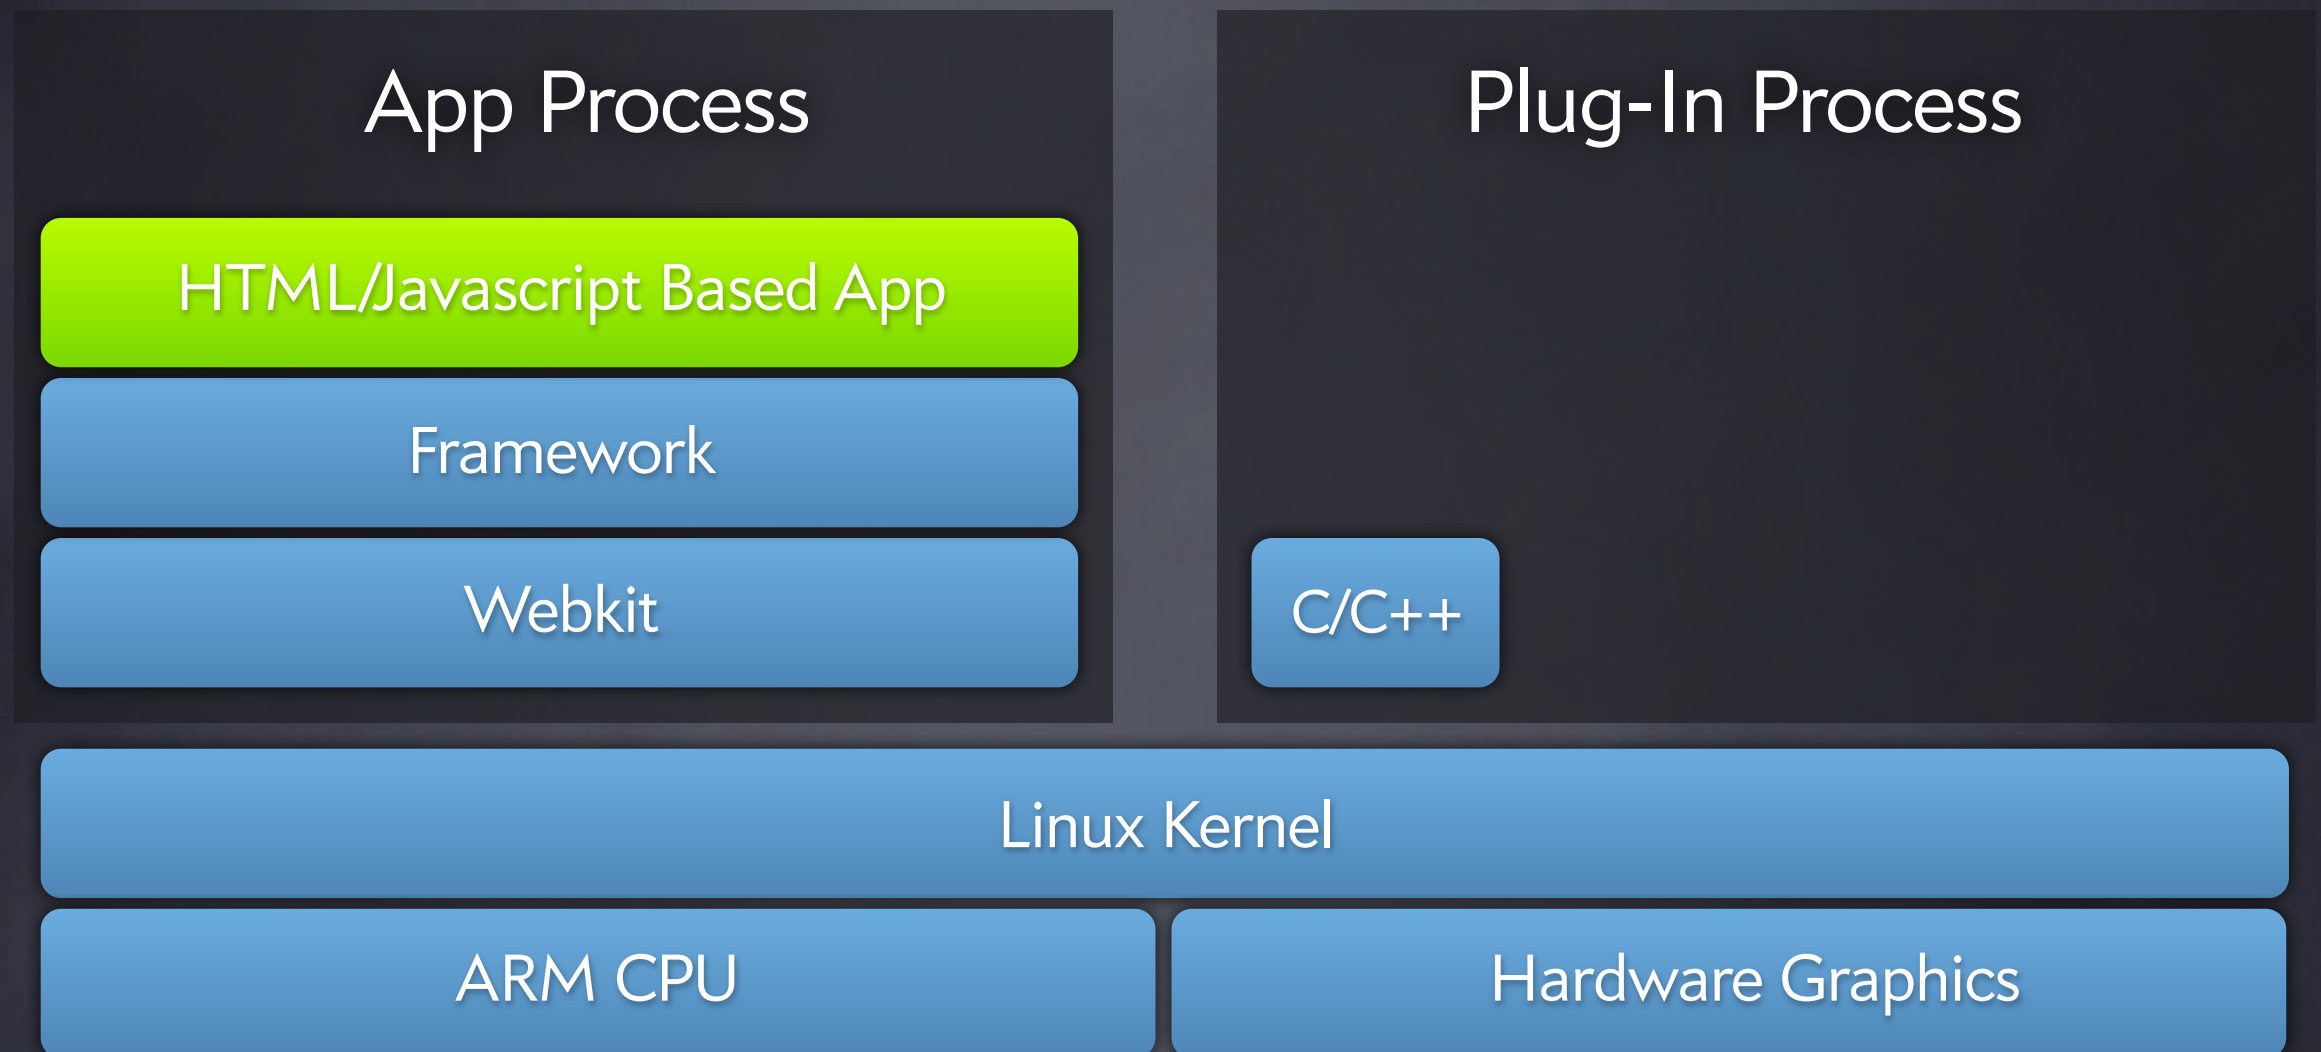 App Process
Plug-In Process
HTML/Javascript Based App
Framework
Webkit
C/C++
Linux Kernel
ARM CPU
Hardware Graphics